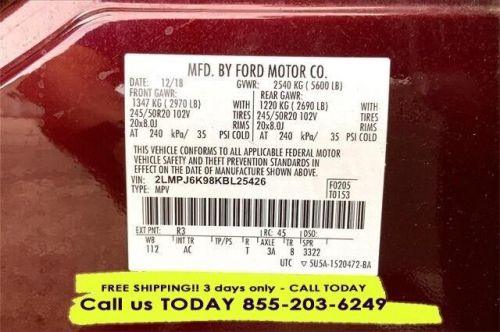 MFD. BY FORD MOTOR CO.
12/18 GVWR: 2540 KG ( 5600 LB)
FRONT GAWR: REAR GAWR:
1347 KG ( 2970 LB) 1220 KG ( 2690 LB)
245/50R20 102V 245/50R20 102V
20x8.0J 20x8.0J
AT 240 kPa/ 35 PSI COLD AT 240 kPa/ 35 PSI COLD
THIS VEHICLE CONFORMS TO ALL APPLICABLE FEDERAL MOTOR
VEHICLE SAFETY AND THEFT PREVENTION STANDARDS IN
EFFECT ON THE DATE OF MANUFACTURE SHOWN ABOVE.
VIN: 2LMPJ6K98KBL25426
TYPE: MPV
F0205
T0153
EXT PNT: R3 RC: 45 DSO:
WB INT TR TP/PS R AXLE TR SPR
112 AC T 3A 8 3322
UTC ▽ 5U5A-1520472-BA
FREE SHIPPING!! 3 days only - CALL TODAY
Call us TODAY 855-203-6249